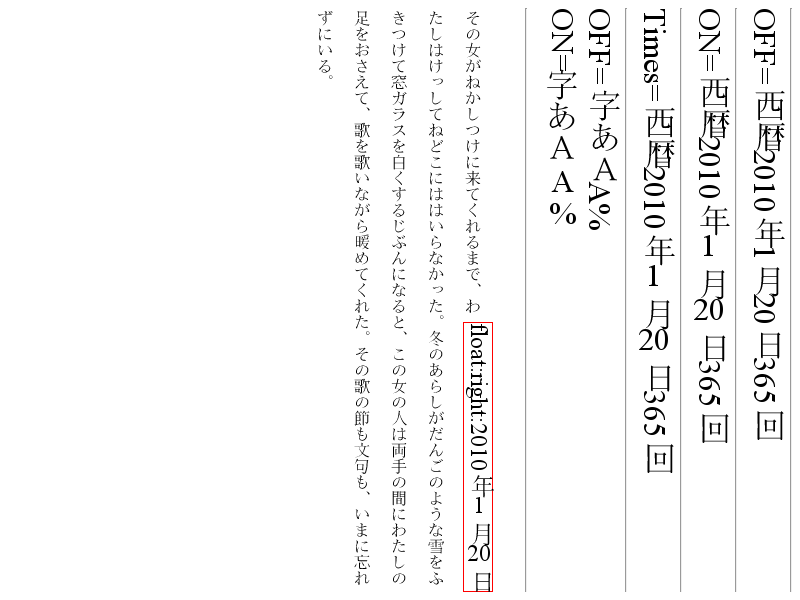 OFF=西暦2010年1月20日365回
ON=西暦2010年1月20日365回
Times=西暦2010年1月20日365回
OFF=字あＡA%
ON=字あＡA%
float:right:2010年1月20日
その女がねかしつけに来てくれるまで、わ
たしはけっしてねどこにははいらなかった。冬のあらしがだんごのような雪をふ
きつけて窓ガラスを白くするじぶんになると、この女の人は両手の間にわたしの
足をおさえて、歌を歌いながら暖めてくれた。その歌の節も文句も、いまに忘れ
ずにいる。